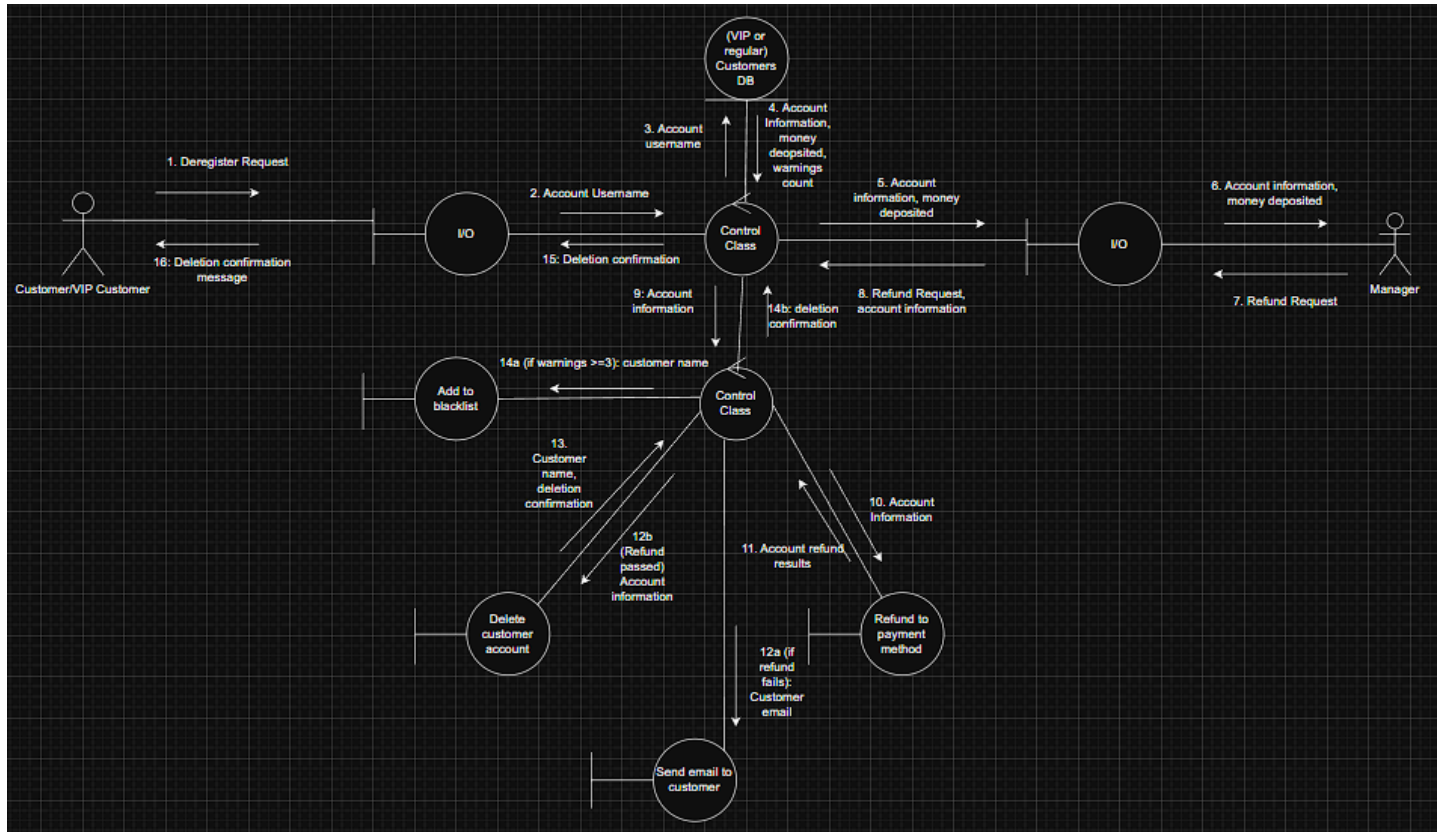 (VIP or
regular)
Customers
DB
3. Account
username
4. Account
Information,
money
deopsited,
warnings
count
1. Deregister Request
2. Account Username
5. Account
information, money
deposited
6. Account information,
money deposited
I/O
Control
Class
I/O
16: Deletion confirmation
message
15: Deletion confirmation
Customer/VIP Customer
8. Refund Request,
account information
7. Refund Request
Manager
9: Account
information
14b: deletion
confirmation
14a (if warnings >=3): customer name
Add to
blacklist
Control
Class
13.
Customer
name,
deletion
confirmation
10. Account
Information
12b
(Refund
passed)
Account
information
11. Account refund
results
Delete
customer
account
Refund to
payment
method
12a (if
refund
fails):
Customer
email
Send email to
customer